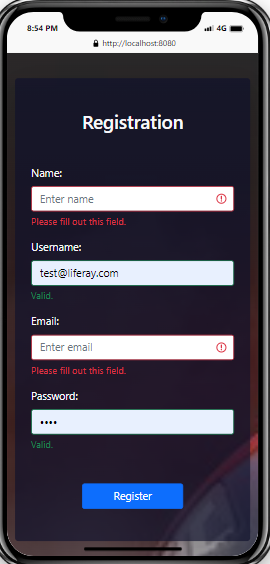 8:54 PM 4G
http://localhost:8080
Registration
Name:
Enter name
Please fill out this field.
Username:
test@liferay.com
Valid.
Email:
Enter email
Please fill out this field.
Password:
••••
Valid.
Register